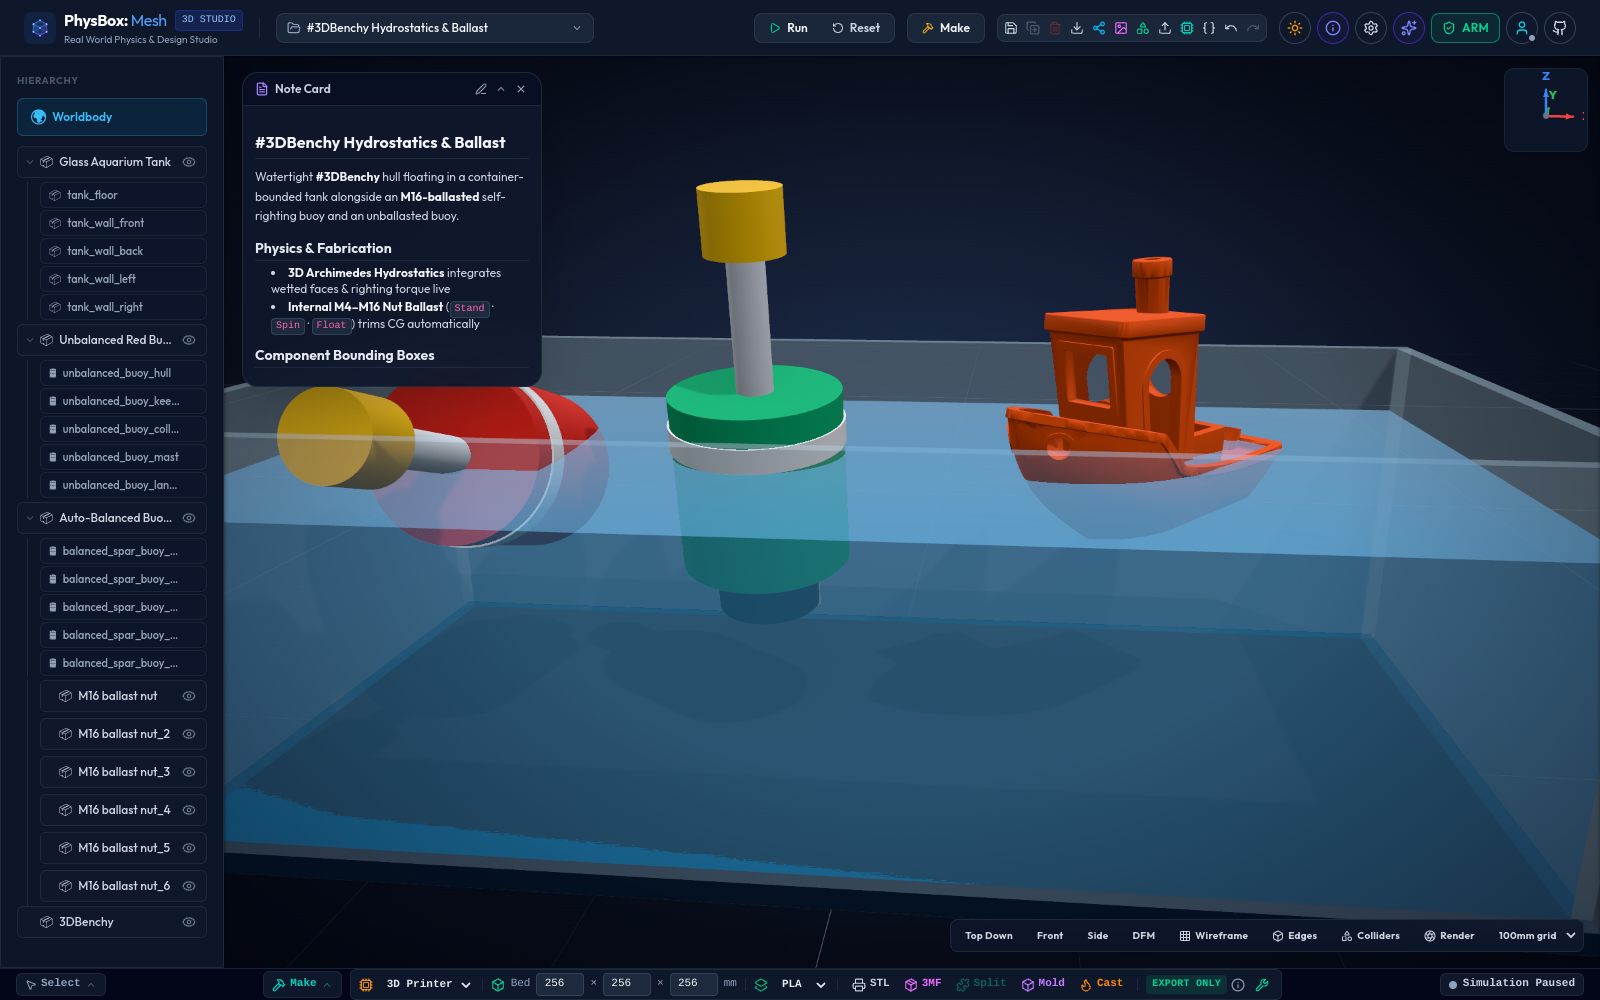 PhysBox: Mesh 3D STUDIO
Real World Physics & Design Studio
#3DBenchy Hydrostatics & Ballast
Run
Reset
Make
ARM
HIERARCHY
Worldbody
Glass Aquarium Tank
tank_floor
tank_wall_front
tank_wall_back
tank_wall_left
tank_wall_right
Unbalanced Red Bu...
unbalanced_buoy_hull
unbalanced_buoy_kee...
unbalanced_buoy_coll...
unbalanced_buoy_mast
unbalanced_buoy_lan...
Auto-Balanced Buo...
balanced_spar_buoy_...
balanced_spar_buoy_...
balanced_spar_buoy_...
balanced_spar_buoy_...
balanced_spar_buoy_...
M16 ballast nut
M16 ballast nut_2
M16 ballast nut_3
M16 ballast nut_4
M16 ballast nut_5
M16 ballast nut_6
3DBenchy
Note Card
#3DBenchy Hydrostatics & Ballast
Watertight #3DBenchy hull floating in a container-
bounded tank alongside an M16-ballasted self-
righting buoy and an unballasted buoy.
Physics & Fabrication
• 3D Archimedes Hydrostatics integrates
wetted faces & righting torque live
• Internal M4–M16 Nut Ballast ( Stand ·
Spin · Float ) trims CG automatically
Component Bounding Boxes
Z
Y
Top Down
Front
Side
DFM
Wireframe
Edges
Colliders
Render
100mm grid
Select
Make
3D Printer
Bed 256 × 256 × 256 mm
PLA
STL
3MF
Split
Mold
Cast
EXPORT ONLY
Simulation Paused